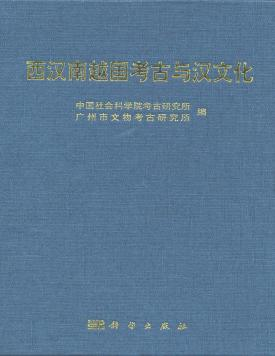 西汉南越国考古与汉文化
中国社会科学院考古研究所
广州市文物考古研究所
编
科学出版社